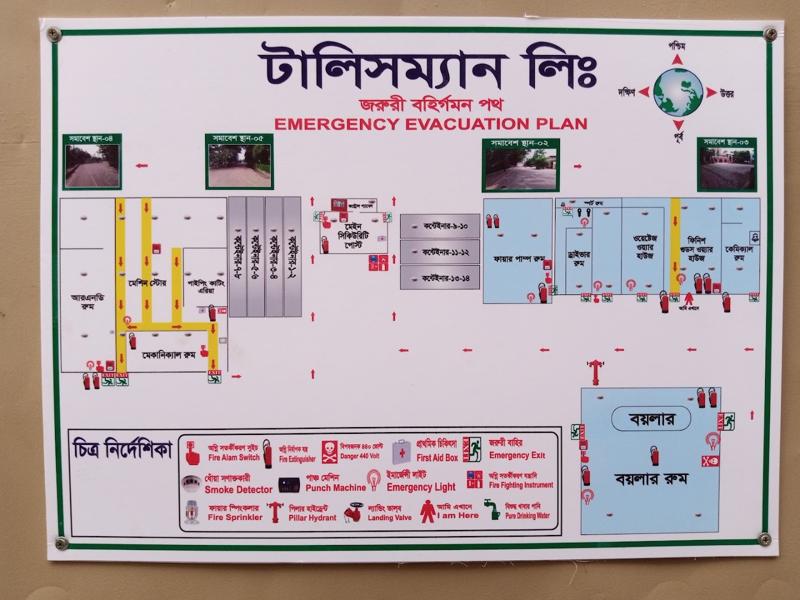 টালিসম্যান লিঃ
জরুরী বহির্গমন পথ
EMERGENCY EVACUATION PLAN
পশ্চিম
দক্ষিণ
উত্তর
পূর্ব
সমাবেশ স্থান-০৪
সমাবেশ স্থান-০৫
সমাবেশ স্থান-০২
সমাবেশ স্থান-০৩
আরএনডি
রুম
মেশিন স্টোর
পাইপিং কাটিং
এরিয়া
মেকানিক্যাল রুম
মেইন
সিকিউরিটি
পোস্ট
কন্টেইনার-৯-১০
কন্টেইনার-১১-১২
কন্টেইনার-১৩-১৪
ফায়ার পাম্প রুম
ড্রাইভার
রুম
ওয়েষ্টেজ
ওয়্যার
হাউজ
ফিনিশ
গুডস ওয়্যার
হাউজ
কেমিক্যাল
রুম
আমি এখানে
বয়লার
বয়লার রুম
EXIT
চিত্র নির্দেশিকা
অগ্নি সতর্কীকরণ সুইচ
Fire Alam Switch
অগ্নি নির্বাপক যন্ত্র
Fire Extinguisher
বিপদজনক ৪৪০ ভোল্ট
Danger 440 Volt
প্রাথমিক চিকিৎসা
First Aid Box
জরুরী বাহির
Emergency Exit
ধোঁয়া সনাক্তকারী
Smoke Detector
পাঞ্চ মেশিন
Punch Machine
ইমার্জেন্সী লাইট
Emergency Light
Fire Fighting Instrument
ফায়ার স্পিংকলার
Fire Sprinkler
পিলার হাইড্রেন্ট
Pillar Hydrant
ল্যান্ডিং ভাল্ব
Landing Valve
আমি এখানে
I am Here
বিশুদ্ধ খাবার পানি
Pure Drinking Water